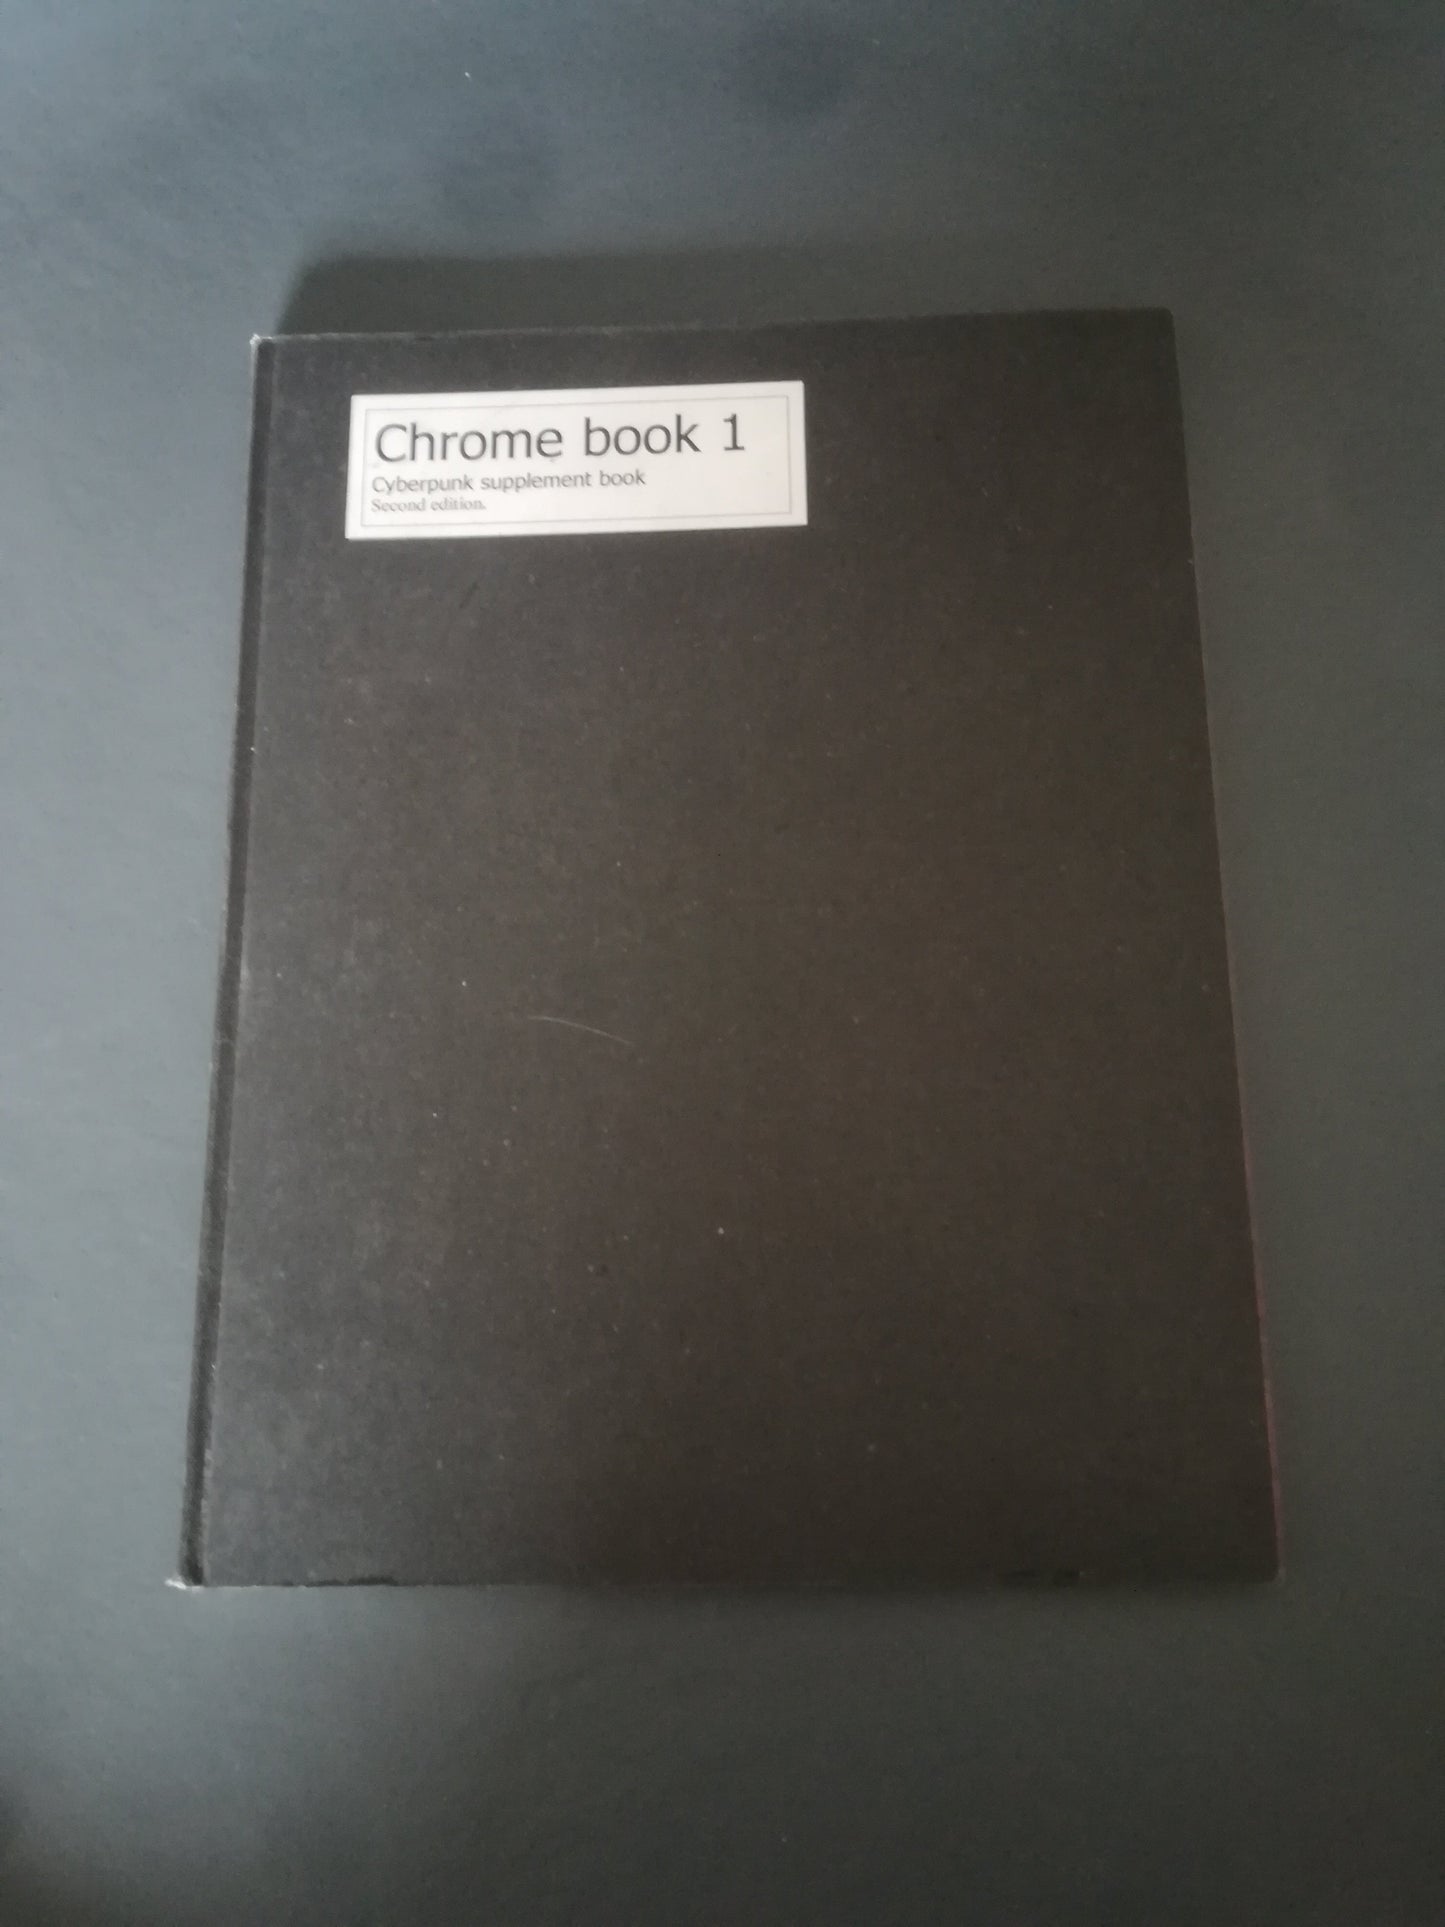 Chrome book 1
Cyberpunk supplement book
Second edition.